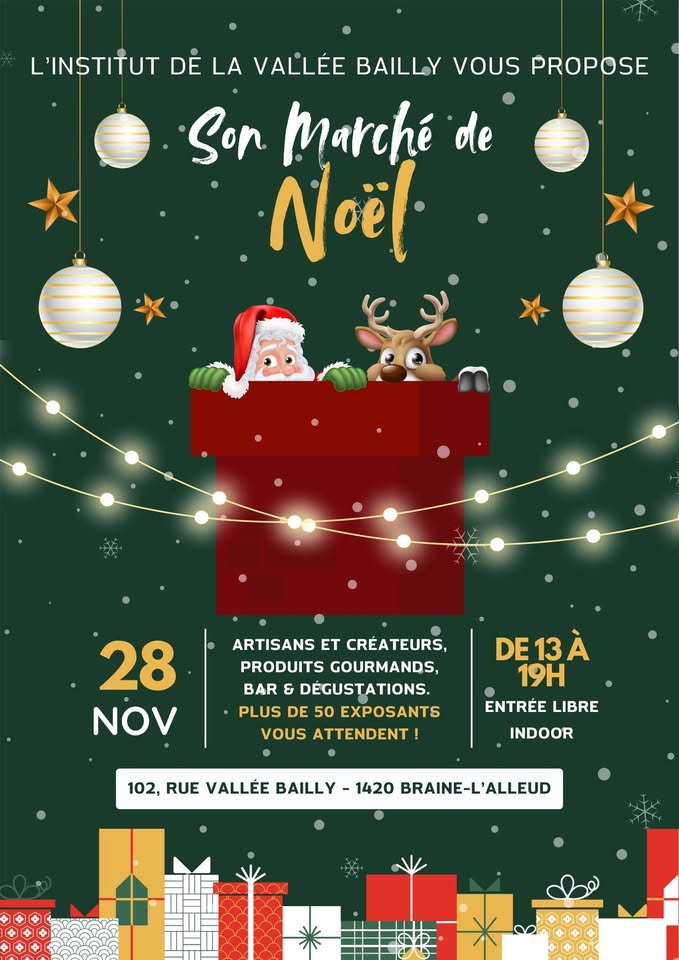 L'INSTITUT DE LA VALLÉE BAILLY VOUS PROPOSE
Son Marché de
Noël
28
NOV
ARTISANS ET CRÉATEURS,
PRODUITS GOURMANDS,
BAR & DÉGUSTATIONS.
PLUS DE 50 EXPOSANTS
VOUS ATTENDENT !
DE 13 À
19H
ENTRÉE LIBRE
INDOOR
102, RUE VALLÉE BAILLY - 1420 BRAINE-L'ALLEUD